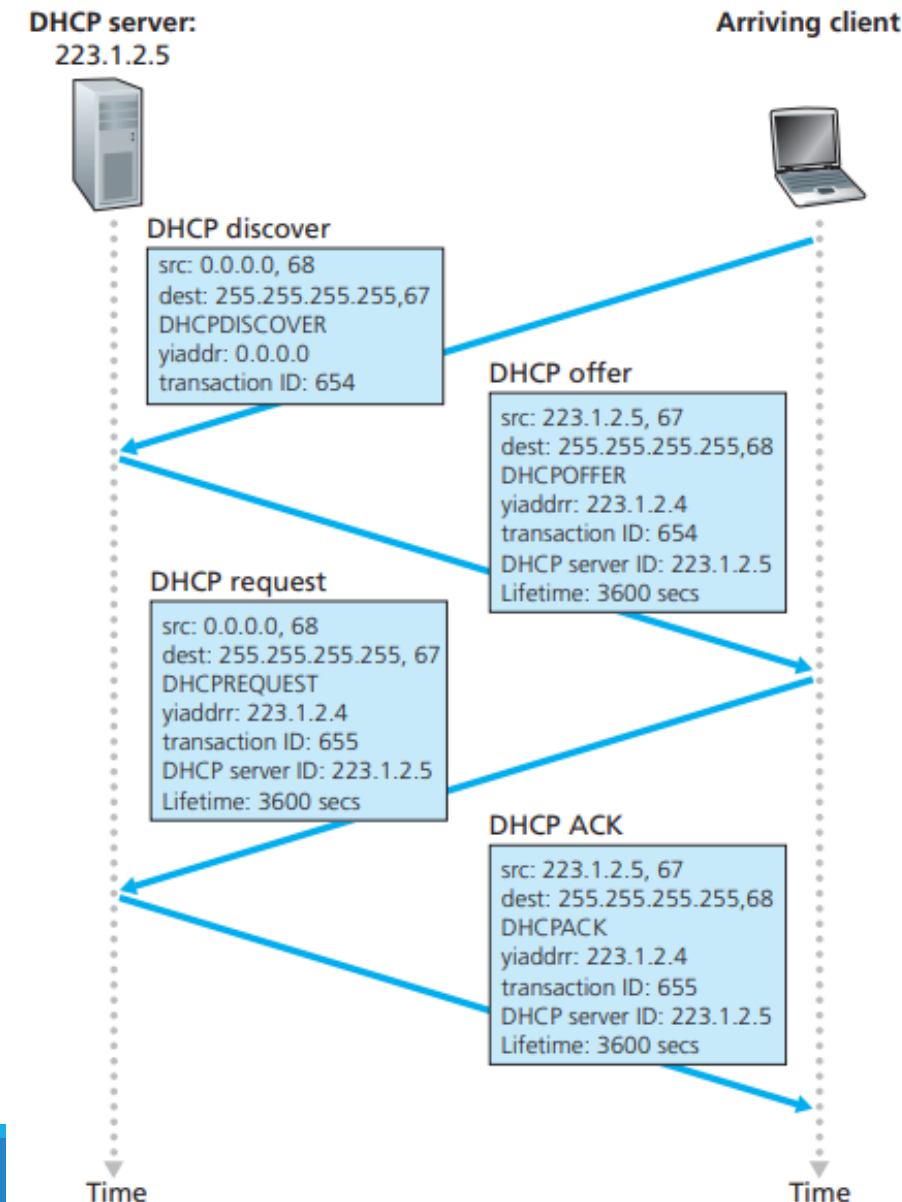 DHCP server:
223.1.2.5
Arriving client
DHCP discover
src: 0.0.0.0, 68
dest: 255.255.255.255,67
DHCPDISCOVER
yiaddr: 0.0.0.0
transaction ID: 654
DHCP offer
src: 223.1.2.5, 67
dest: 255.255.255.255,68
DHCPOFFER
yiaddrr: 223.1.2.4
transaction ID: 654
DHCP server ID: 223.1.2.5
Lifetime: 3600 secs
DHCP request
src: 0.0.0.0, 68
dest: 255.255.255.255, 67
DHCPREQUEST
yiaddrr: 223.1.2.4
transaction ID: 655
DHCP server ID: 223.1.2.5
Lifetime: 3600 secs
DHCP ACK
src: 223.1.2.5, 67
dest: 255.255.255.255,68
DHCPACK
yiaddrr: 223.1.2.4
transaction ID: 655
DHCP server ID: 223.1.2.5
Lifetime: 3600 secs
Time
Time